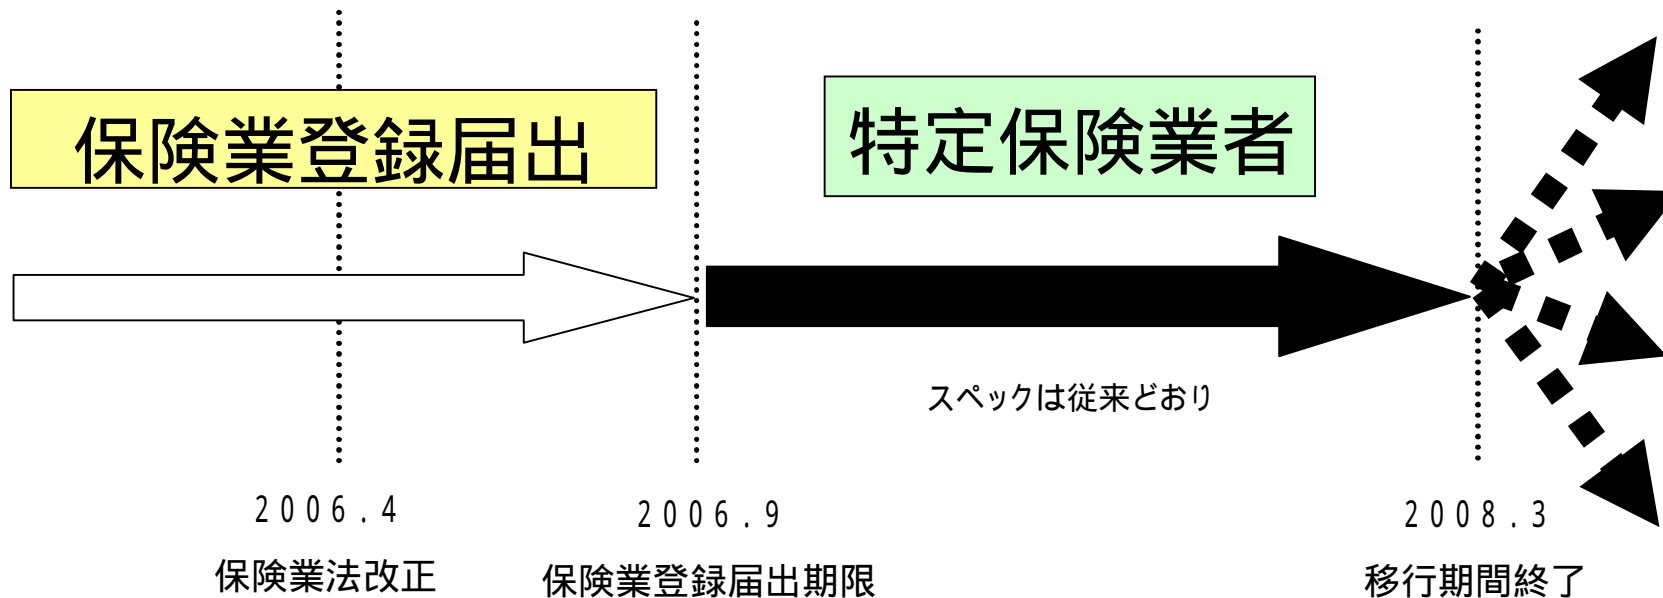 保険業登録届出
特定保険業者
スペックは従来どおり
2006.4
2006.9
2008.3
保険業法改正
保険業登録届出期限
移行期間終了